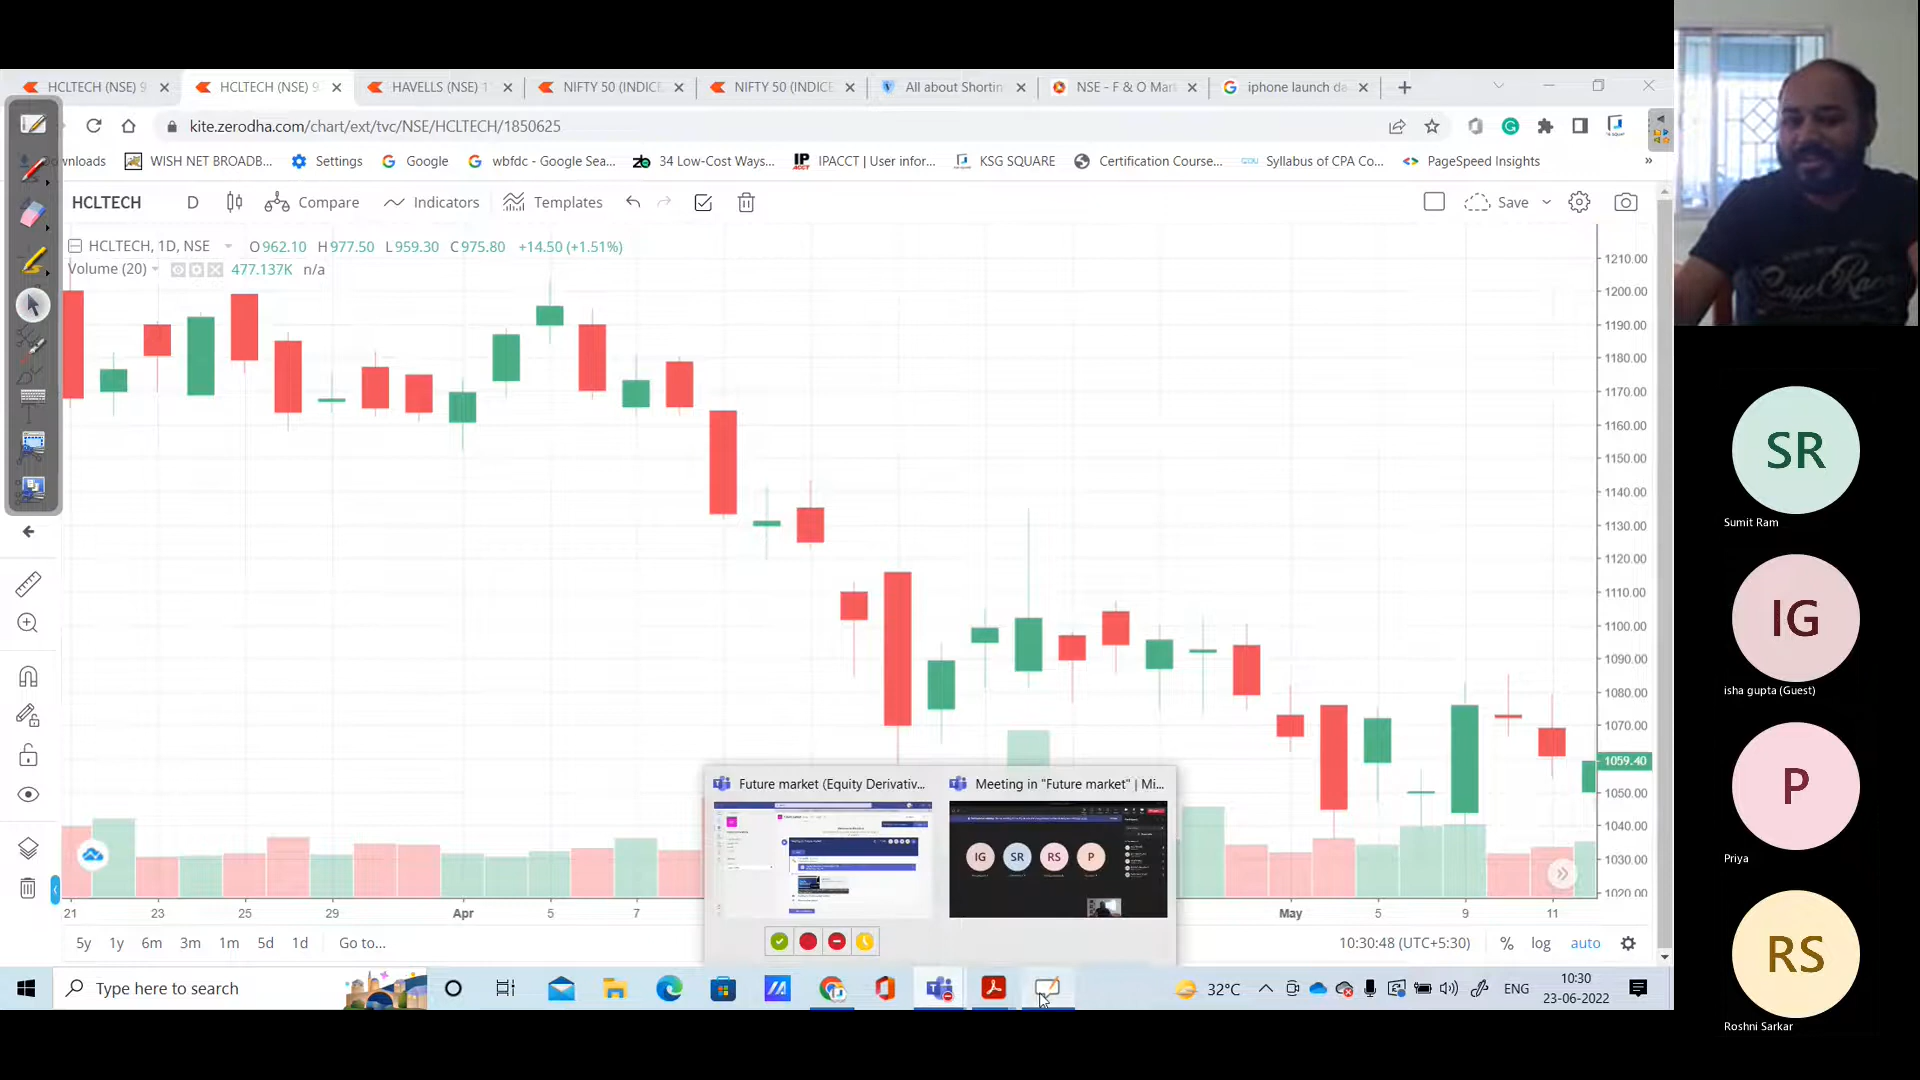 HCLTECH (NSE) 9
HCLTECH (NSE) 9
HAVELLS (NSE) 1
NIFTY 50 (INDICE
NIFTY 50 (INDICE
All about Shortin
NSE - F & O Mar
iphone launch da
kite.zerodha.com/chart/ext/tvc/NSE/HCLTECH/1850625
ownloads
WISH NET BROADB...
Settings
Google
wbfdc - Google Sea...
34 Low-Cost Ways...
IPACCT | User infor...
KSG SQUARE
Certification Course...
Syllabus of CPA Co...
PageSpeed Insights
HCLTECH
D
Compare
Indicators
Templates
Save
HCLTECH, 1D, NSE
O962.10 H977.50 L959.30 C975.80 +14.50 (+1.51%)
Volume (20)
477.137K n/a
1210.00
1200.00
1190.00
1180.00
1170.00
1160.00
1150.00
1140.00
1130.00
1120.00
1110.00
1100.00
1090.00
1080.00
1070.00
1059.40
1050.00
1040.00
1030.00
1020.00
Future market (Equity Derivativ...
Meeting in "Future market" | Mi...
IG SR RS P
21 23 25 29 Apr 5 7 May 5 9 11
5y 1y 6m 3m 1m 5d 1d Go to...
10:30:48 (UTC+5:30) % log auto
Type here to search
32°C
ENG
10:30
23-06-2022
SR
Sumit Ram
IG
isha gupta (Guest)
P
Priya
RS
Roshni Sarkar